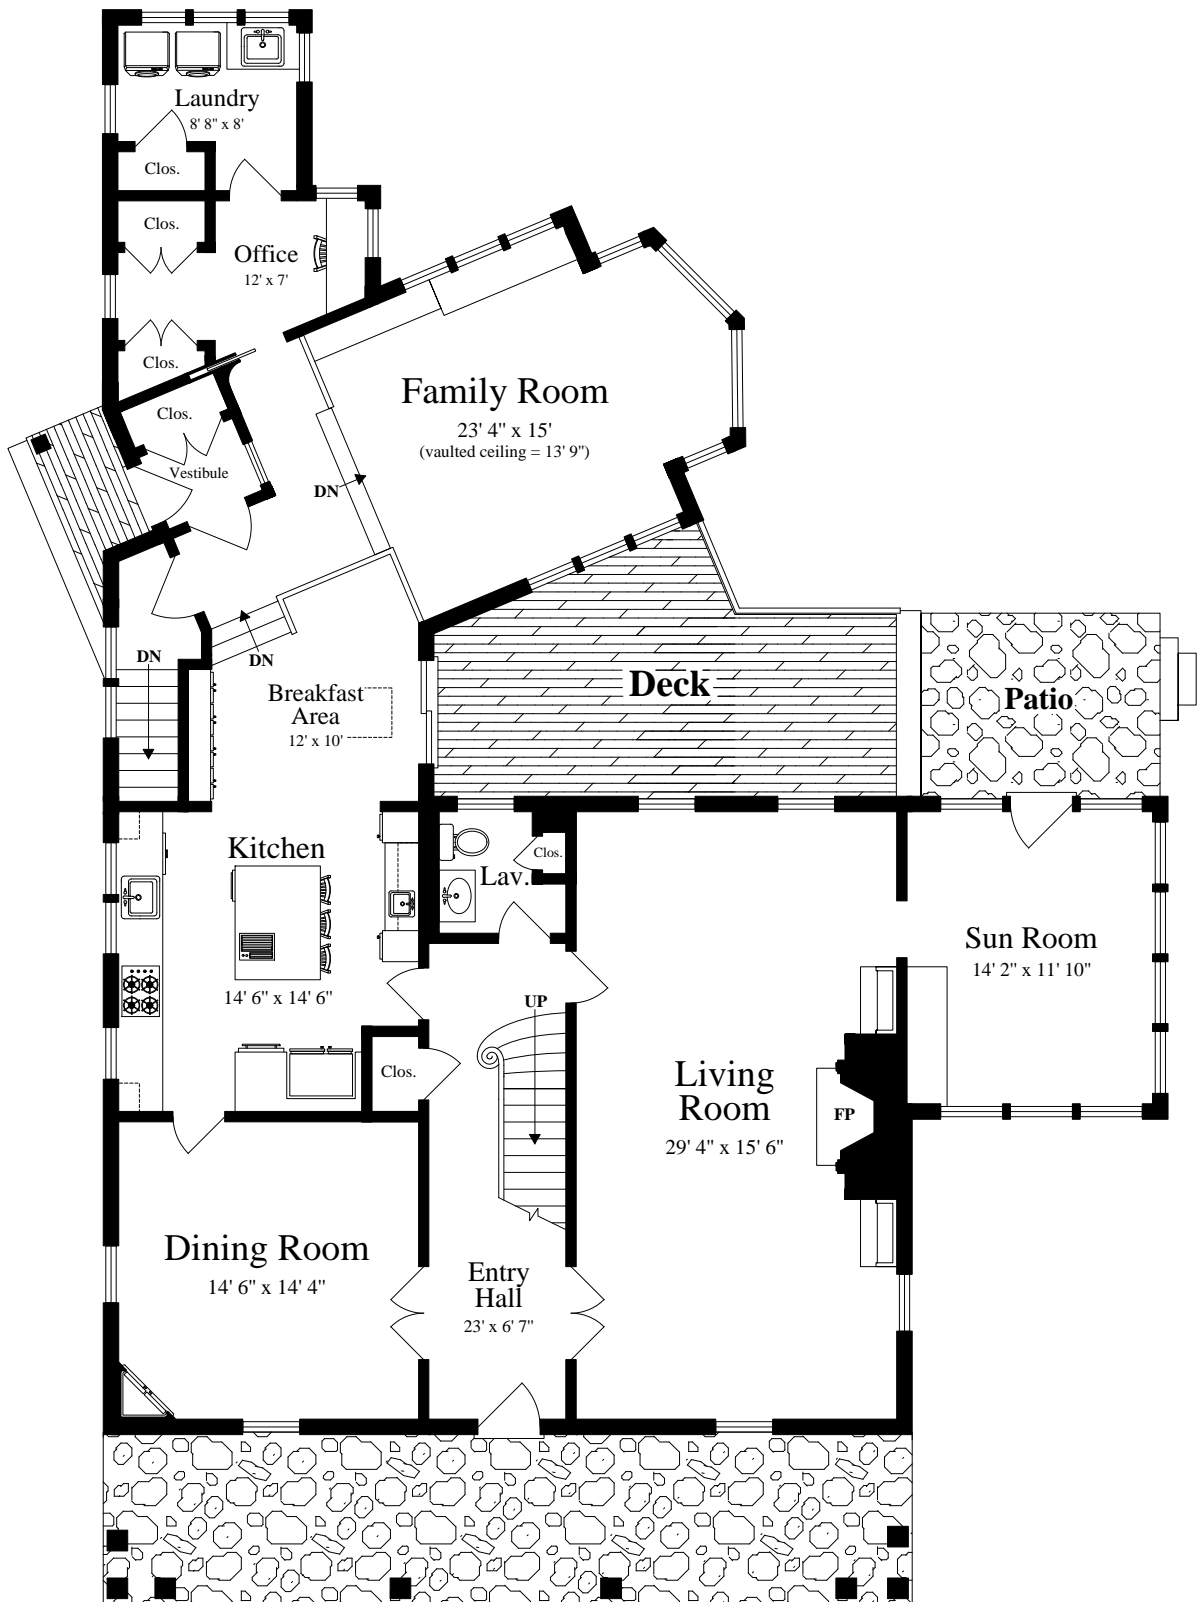 Laundry
8' 8" x 8'
Clos.
Clos.
Office
12' x 7'
Clos.
Clos.
Vestibule
Family Room
23' 4" x 15'
(vaulted ceiling = 13' 9")
DN
DN
DN
Breakfast
Area
12' x 10'
Deck
Patio
Kitchen
14' 6" x 14' 6"
Clos.
Lav.
Sun Room
14' 2" x 11' 10"
UP
Clos.
Living
Room
29' 4" x 15' 6"
FP
Dining Room
14' 6" x 14' 4"
Entry
Hall
23' x 6' 7"